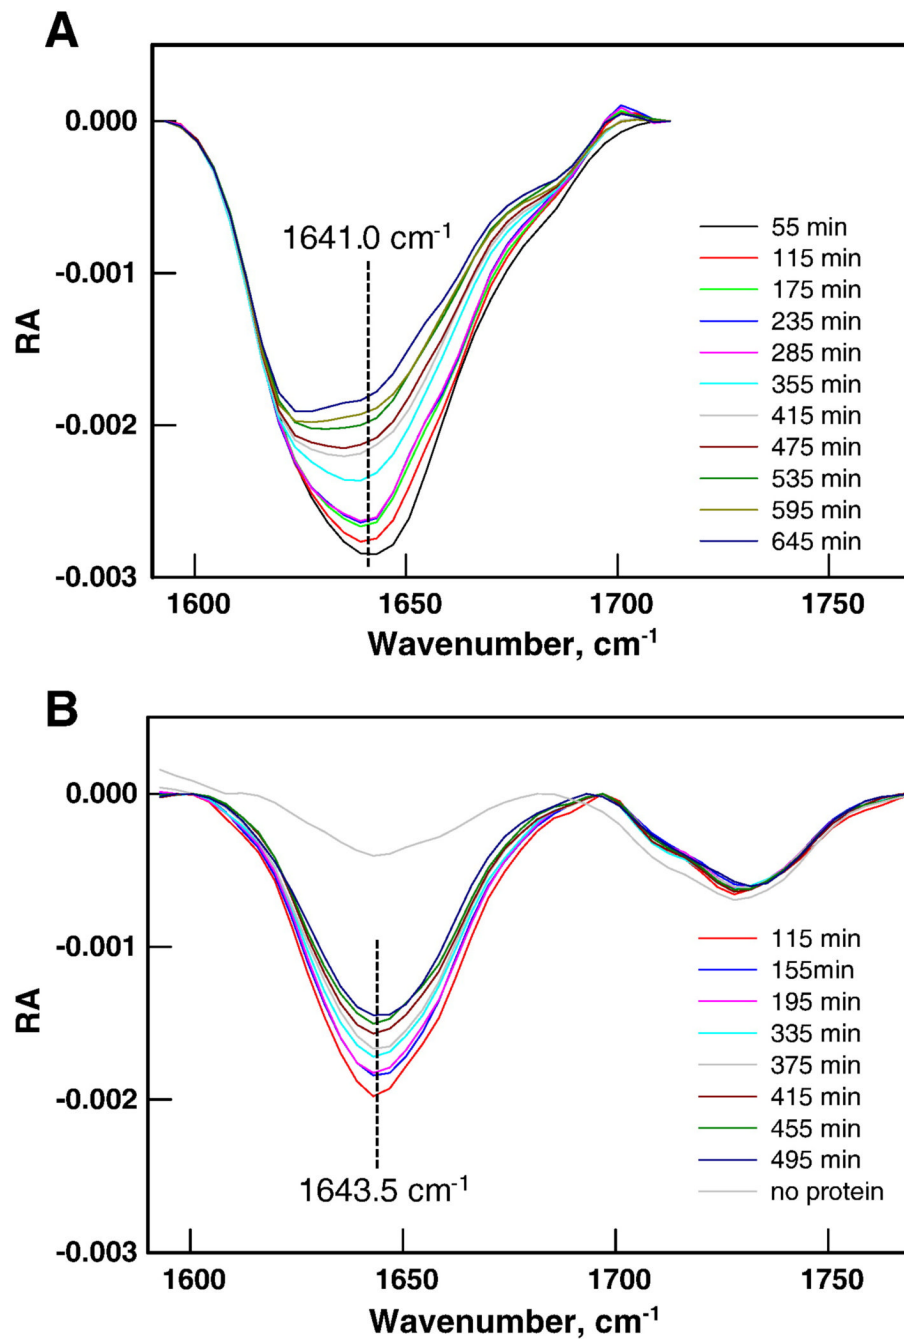 A
0.000
1641.0 cm-1
55 min
115 min
175 min
-0.001
235 min
285 min
RA
355 min
415 min
-0.002
475 min
535 min
595 min
645 min
-0.003
1600
1650
1700
1750
Wavenumber, cm-1
B
0.000
-0.001
115 min
155min
RA
195 min
335 min
375 min
-0.002
415 min
455 min
1643.5 cm-1
495 min
no protein
-0.003
1600
1650
1700
1750
Wavenumber, cm-1